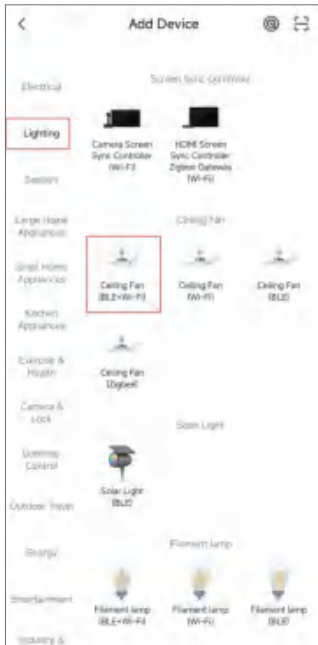 Add Device
Electrical
Lighting
Sensors
Large Home
Appliances
Small Home
Appliances
Kitchen
Appliances
Exercise &
Health
Camera &
Lock
Gateway
Control
Outdoor Travel
Energy
Entertainment
Industry &
Screen Sync Controller
Camera Screen
Sync Controller
(Wi-Fi)
HDMI Screen
Sync Controller
Zigbee Gateway
(Wi-Fi)
Ceiling Fan
Ceiling Fan
(BLE+Wi-Fi)
Ceiling Fan
(Wi-Fi)
Ceiling Fan
(BLE)
Ceiling Fan
(Zigbee)
Solar Light
Solar Light
(BLE)
Filament lamp
Filament lamp
(BLE+Wi-Fi)
Filament lamp
(Wi-Fi)
Filament lamp
(BLE)